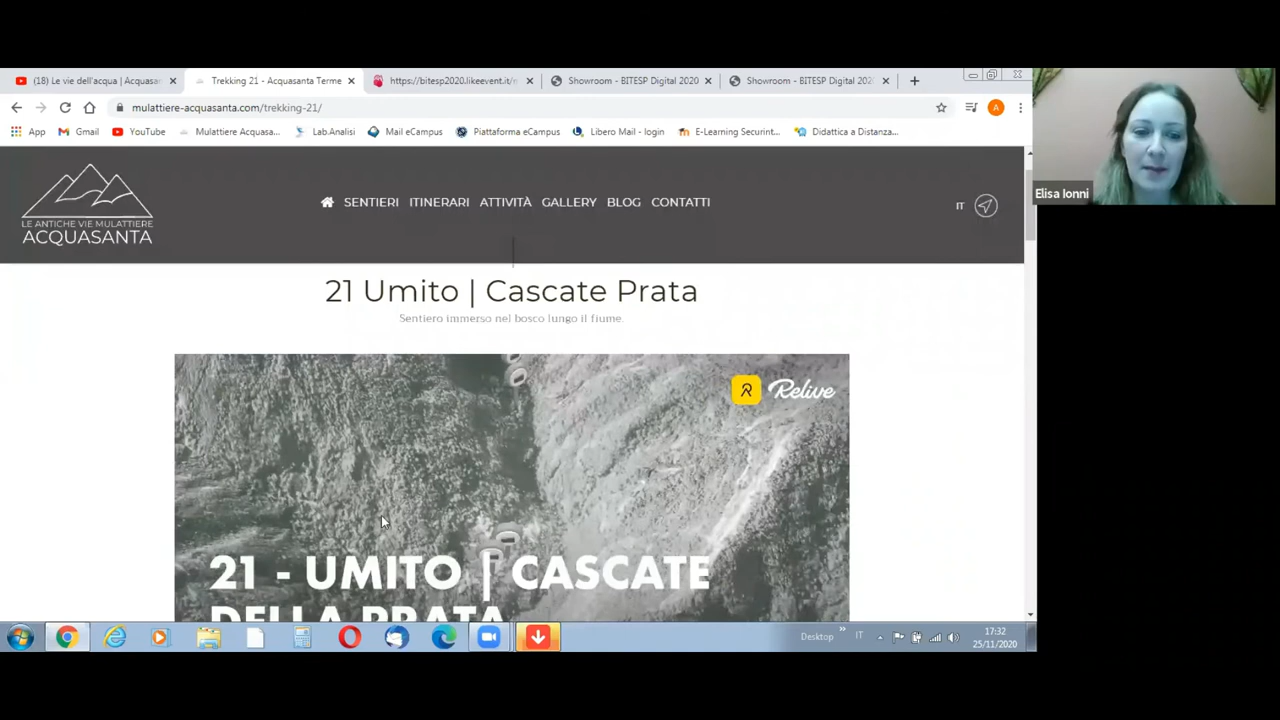 (18) Le vie dell'acqua | Acquasan
Trekking 21 - Acquasanta Terme
https://bitesp2020.likeevent.it/
Showroom - BITESP Digital 2020
Showroom - BITESP Digital 2020
mulattiere-acquasanta.com/trekking-21/
App
Gmail
YouTube
Mulattiere Acquasa...
Lab.Analisi
Mail eCampus
Piattaforma eCampus
Libero Mail - login
E-Learning Securint...
Didattica a Distanza...
LE ANTICHE VIE MULATTIERE
ACQUASANTA
SENTIERI ITINERARI ATTIVITÀ GALLERY BLOG CONTATTI
IT
Elisa Ionni
21 Umito | Cascate Prata
Sentiero immerso nel bosco lungo il fiume.
Relive
21 - UMITO | CASCATE
DELLA PRATA
Desktop
IT
17:32
25/11/2020